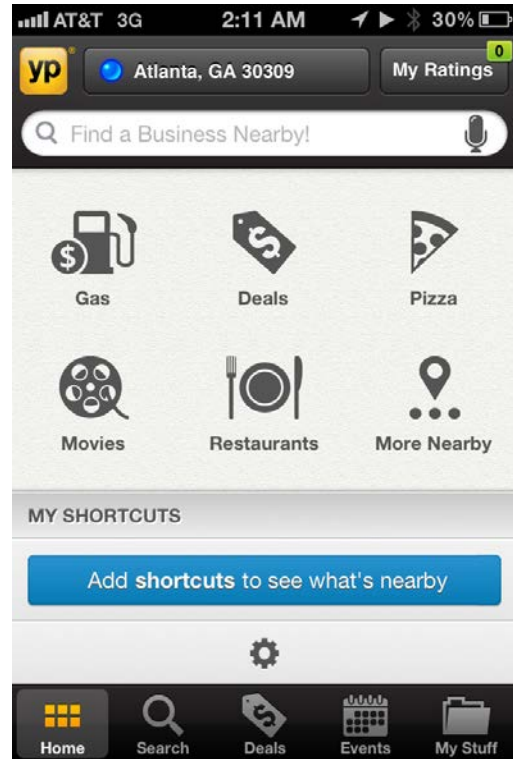 AT&T 3G 2:11 AM 30%
yp® Atlanta, GA 30309 My Ratings 0
Find a Business Nearby!
Gas Deals Pizza
Movies Restaurants More Nearby
MY SHORTCUTS
Add shortcuts to see what's nearby
Home Search Deals Events My Stuff